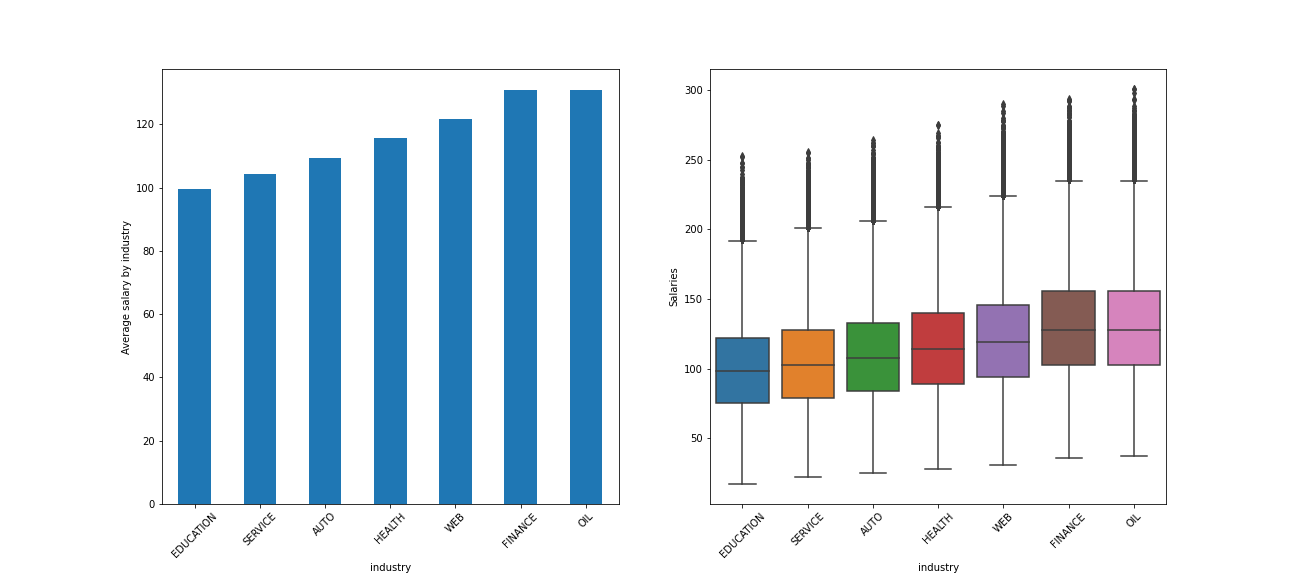 Average salary by industry
120
100
80
60
40
20
0
EDUCATION
SERVICE
AUTO
HEALTH
WEB
FINANCE
OIL
industry
Salaries
300
250
200
150
100
50
EDUCATION
SERVICE
AUTO
HEALTH
WEB
FINANCE
OIL
industry